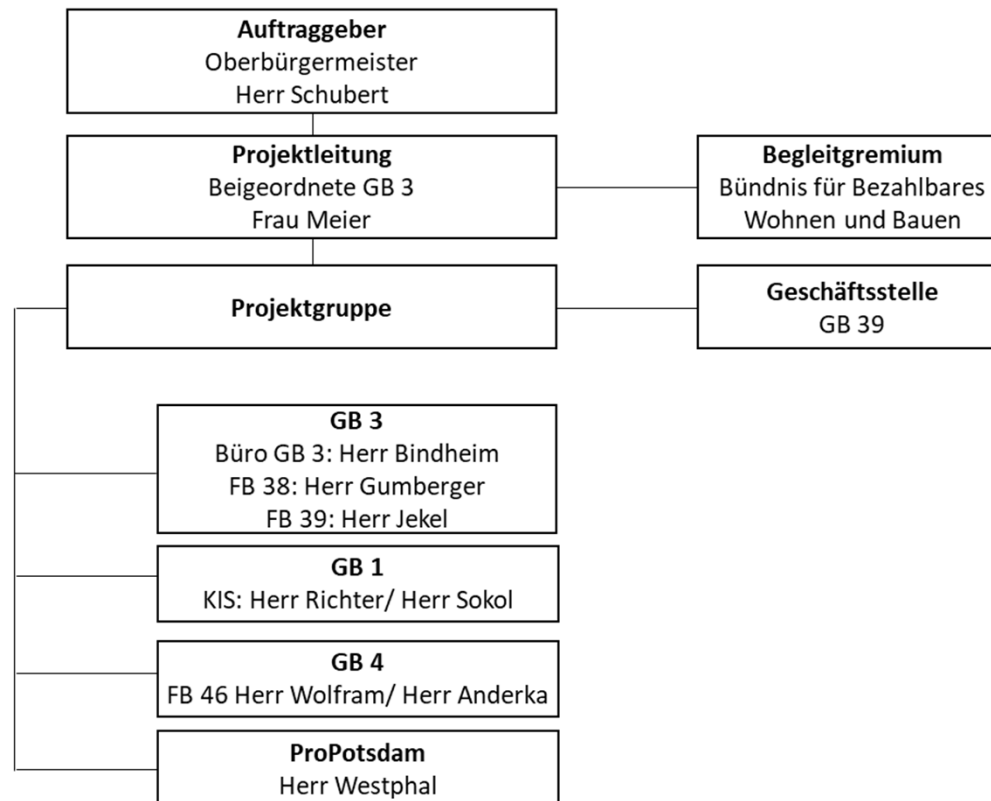 Auftraggeber
Oberbürgermeister
Herr Schubert
Projektleitung
Beigeordnete GB 3
Frau Meier
Begleitgremium
Bündnis für Bezahlbares
Wohnen und Bauen
Projektgruppe
Geschäftsstelle
GB 39
GB 3
Büro GB 3: Herr Bindheim
FB 38: Herr Gumberger
FB 39: Herr Jekel
GB 1
KIS: Herr Richter/ Herr Sokol
GB 4
FB 46 Herr Wolfram/ Herr Anderka
ProPotsdam
Herr Westphal